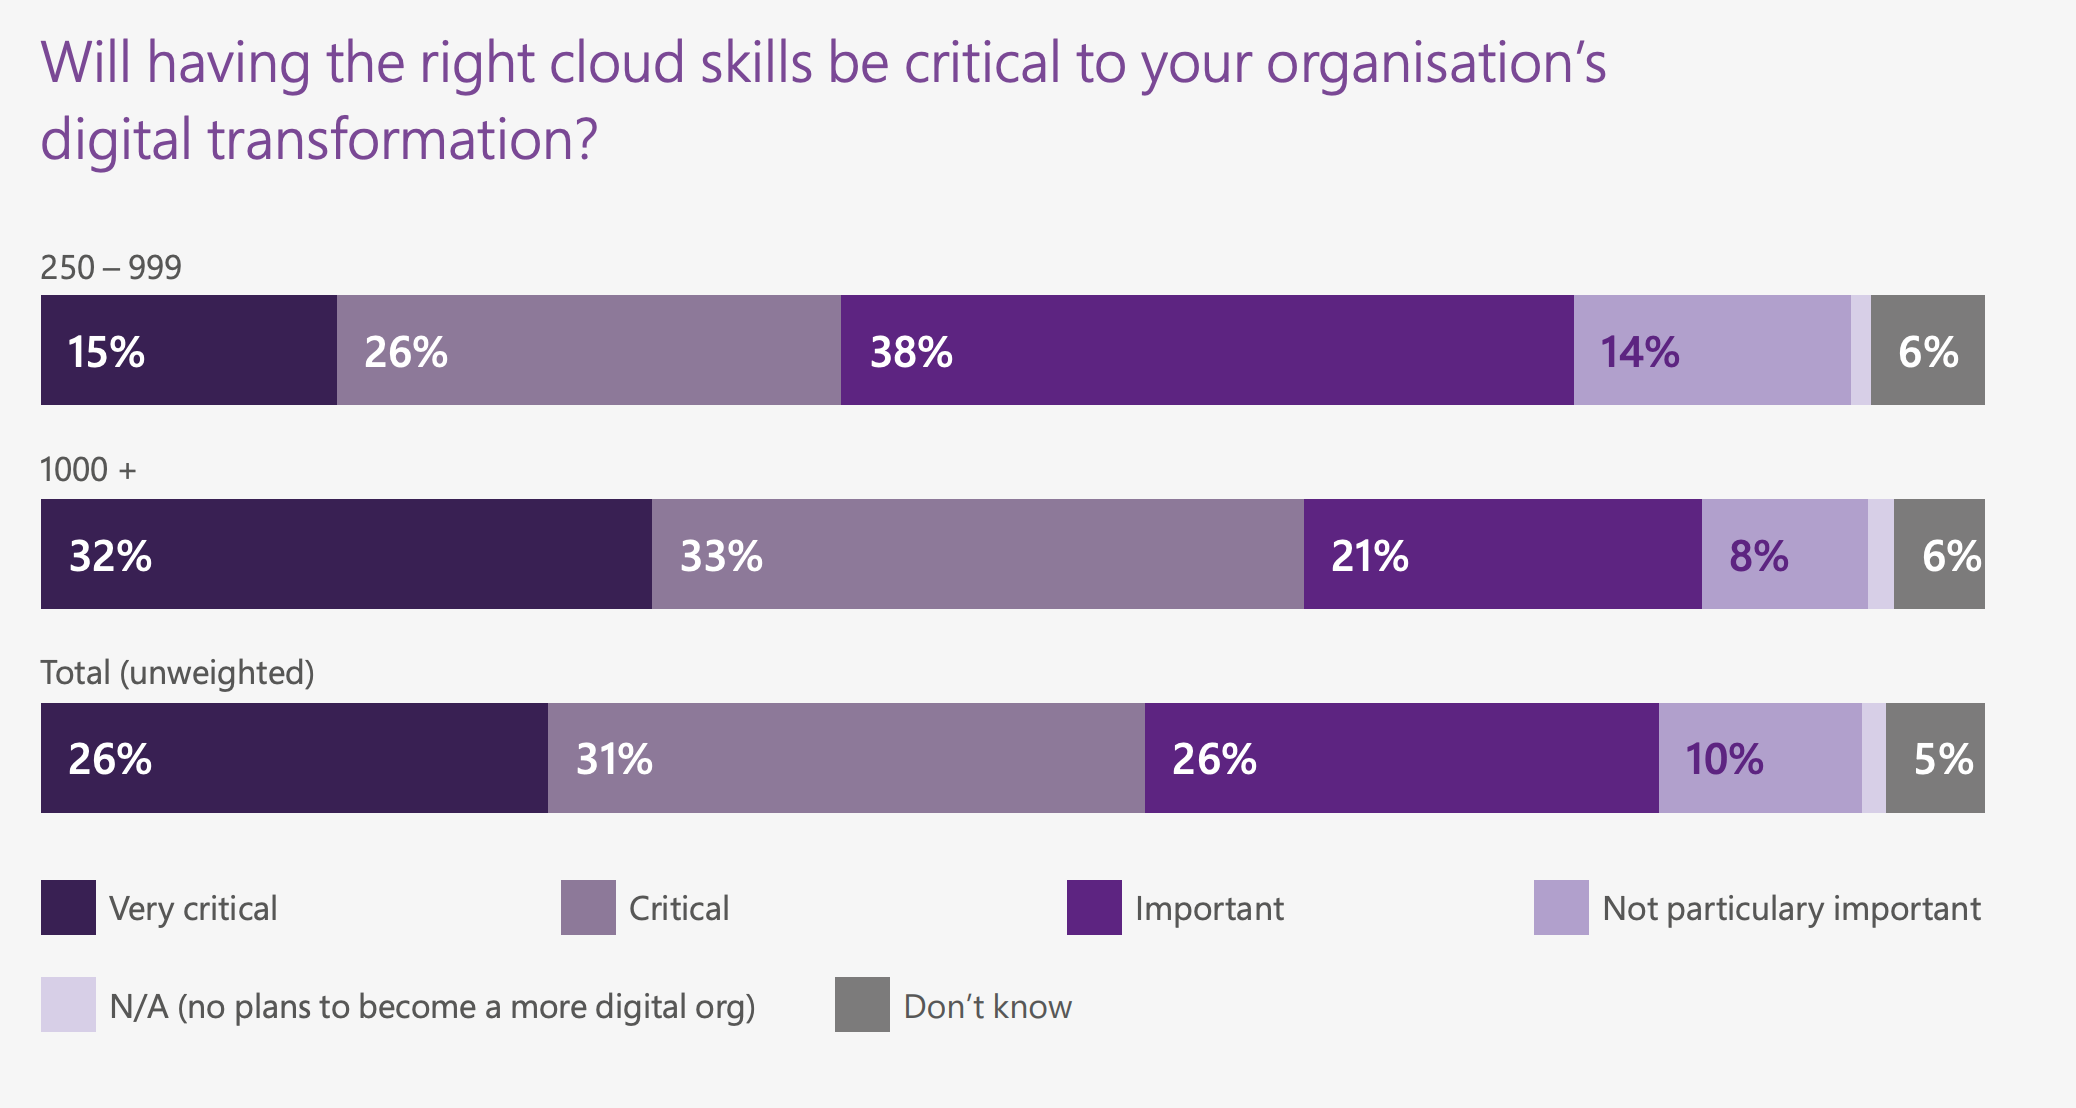 Will having the right cloud skills be critical to your organisation’s
digital transformation?
250 – 999
15% 26% 38% 14% 6%
1000 +
32% 33% 21% 8% 6%
Total (unweighted)
26% 31% 26% 10% 5%
Very critical Critical Important Not particulary important
N/A (no plans to become a more digital org) Don’t know